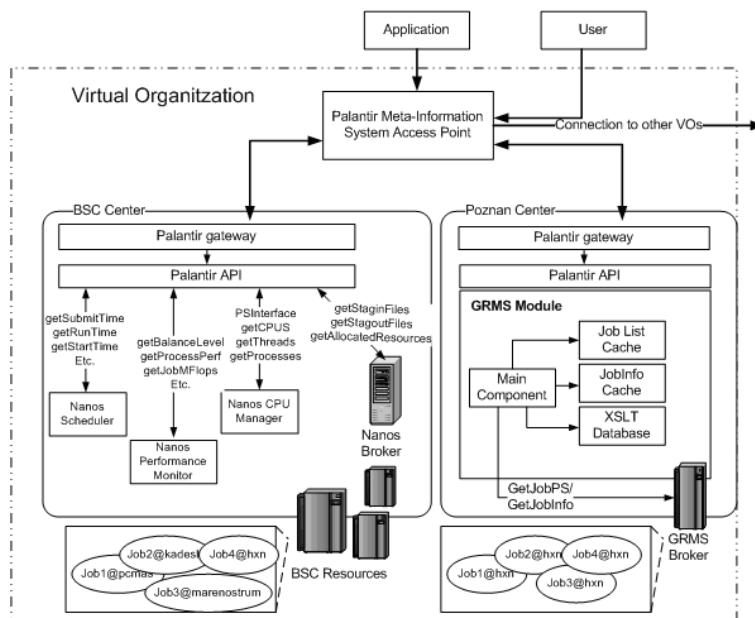 Application
User
Virtual Organitzation
Palantir Meta-Information
System Access Point
Connection to other VOs
BSC Center
Palantir gateway
Palantir API
getSubmitTime
getRunTime
getStartTime
Etc.
getBalanceLevel
getProcessPerf
getJobMFlops
Etc.
PSInterface
getCPUS
getThreads
getProcesses
getStaginFiles
getStagoutFiles
getAllocatedResources
Nanos
Scheduler
Nanos
Performance
Monitor
Nanos CPU
Manager
Nanos
Broker
BSC Resources
Job1@pcmas
Job2@kadesh
Job4@hxn
Job3@marenostrum
Poznan Center
Palantir gateway
Palantir API
GRMS Module
Main
Component
Job List
Cache
JobInfo
Cache
XSLT
Database
GetJobPS/
GetJobInfo
GRMS
Broker
Job1@hxn
Job2@hxn
Job4@hxn
Job3@hxn